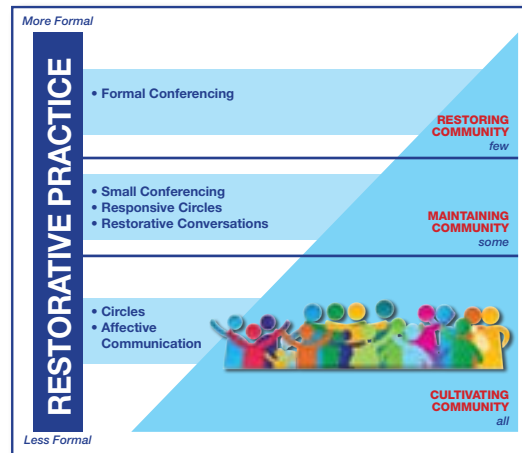 More Formal
RESTORATIVE PRACTICE
• Formal Conferencing
RESTORING
COMMUNITY
few
• Small Conferencing
• Responsive Circles
• Restorative Conversations
MAINTAINING
COMMUNITY
some
• Circles
• Affective
Communication
CULTIVATING
COMMUNITY
all
Less Formal